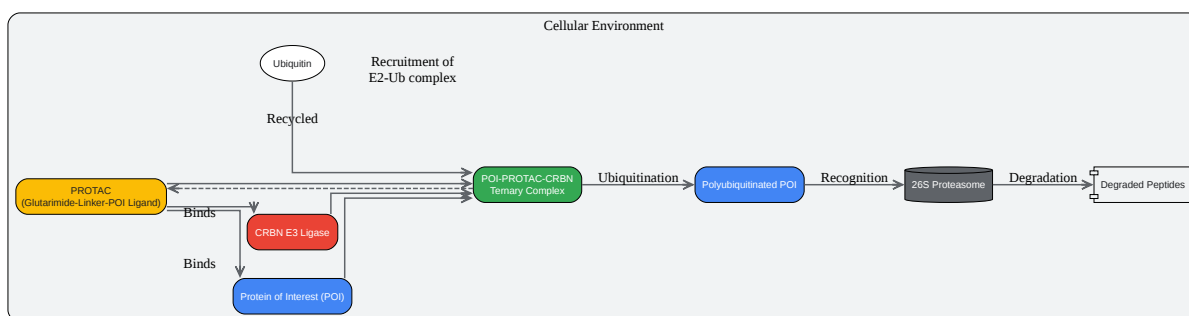 Cellular Environment
Ubiquitin
Recruitment of
E2-Ub complex
Recycled
PROTAC
(Glutarimide-Linker-POI Ligand)
Binds
CRBN E3 Ligase
Binds
Protein of Interest (POI)
POI-PROTAC-CRBN
Ternary Complex
Ubiquitination
Polyubiquitinated POI
Recognition
26S Proteasome
Degradation
Degraded Peptides